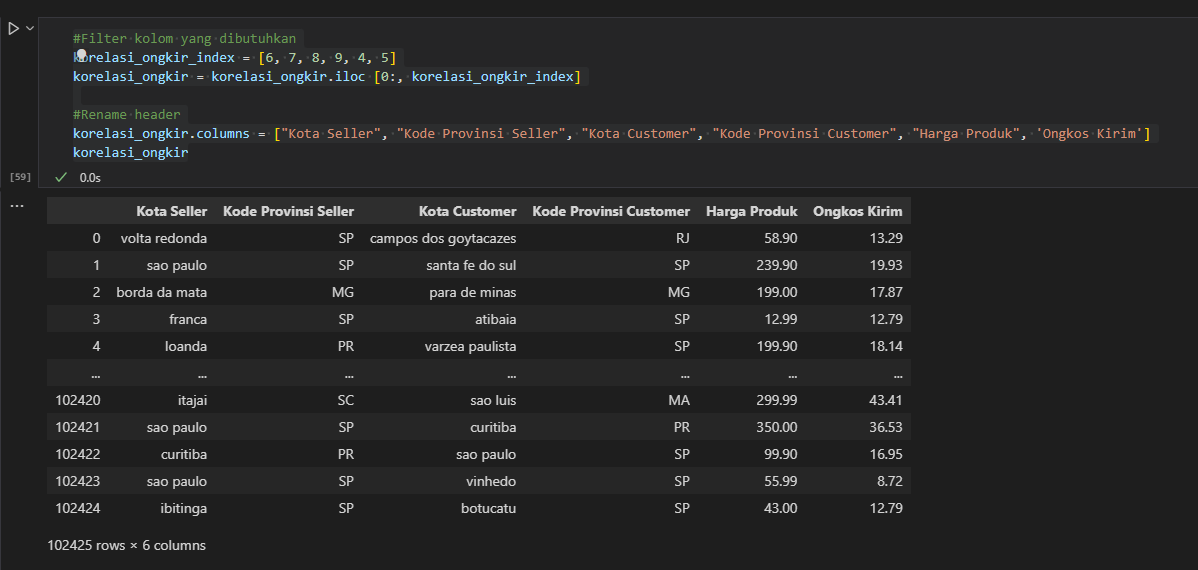 #Filter kolom yang dibutuhkan
korelasi_ongkir_index = [6, 7, 8, 9, 4, 5]
korelasi_ongkir = korelasi_ongkir.iloc [0:, korelasi_ongkir_index]
#Rename header
korelasi_ongkir.columns = ["Kota Seller", "Kode Provinsi Seller", "Kota Customer", "Kode Provinsi Customer", "Harga Produk", 'Ongkos Kirim']
korelasi_ongkir
[59] 0.0s
...
Kota Seller Kode Provinsi Seller Kota Customer Kode Provinsi Customer Harga Produk Ongkos Kirim
0 volta redonda SP campos dos goytacazes RJ 58.90 13.29
1 sao paulo SP santa fe do sul SP 239.90 19.93
2 borda da mata MG para de minas MG 199.00 17.87
3 franca SP atibaia SP 12.99 12.79
4 loanda PR varzea paulista SP 199.90 18.14
... ... ... ... ... ... ...
102420 itajai SC sao luis MA 299.99 43.41
102421 sao paulo SP curitiba PR 350.00 36.53
102422 curitiba PR sao paulo SP 99.90 16.95
102423 sao paulo SP vinhedo SP 55.99 8.72
102424 ibitinga SP botucatu SP 43.00 12.79
102425 rows × 6 columns